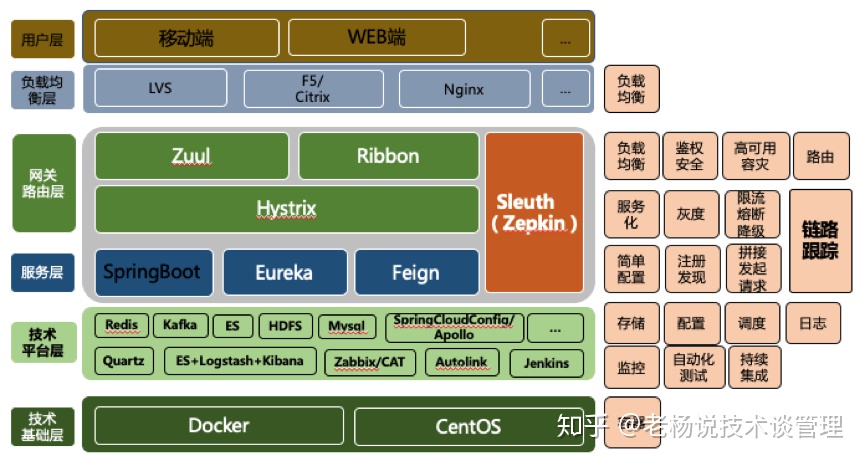 用户层
移动端
WEB端
...
负载均
衡层
LVS
F5/
Citrix
Nginx
...
负载
均衡
网关
路由层
Zuul
Ribbon
Hystrix
Sleuth
（Zepkin）
负载
均衡
鉴权
安全
高可用
容灾
路由
服务
化
灰度
限流
熔断
降级
链路
跟踪
服务层
SpringBoot
Eureka
Feign
简单
配置
注册
发现
拼接
发起
请求
技术
平台层
Redis
Kafka
ES
HDFS
Mysql
SpringCloudConfig/
Apollo
...
Quartz
ES+Logstash+Kibana
Zabbix/CAT
Autolink
Jenkins
存储
配置
调度
日志
监控
自动化
测试
持续
集成
技术
基础层
Docker
CentOS
知乎 @老杨说技术谈管理